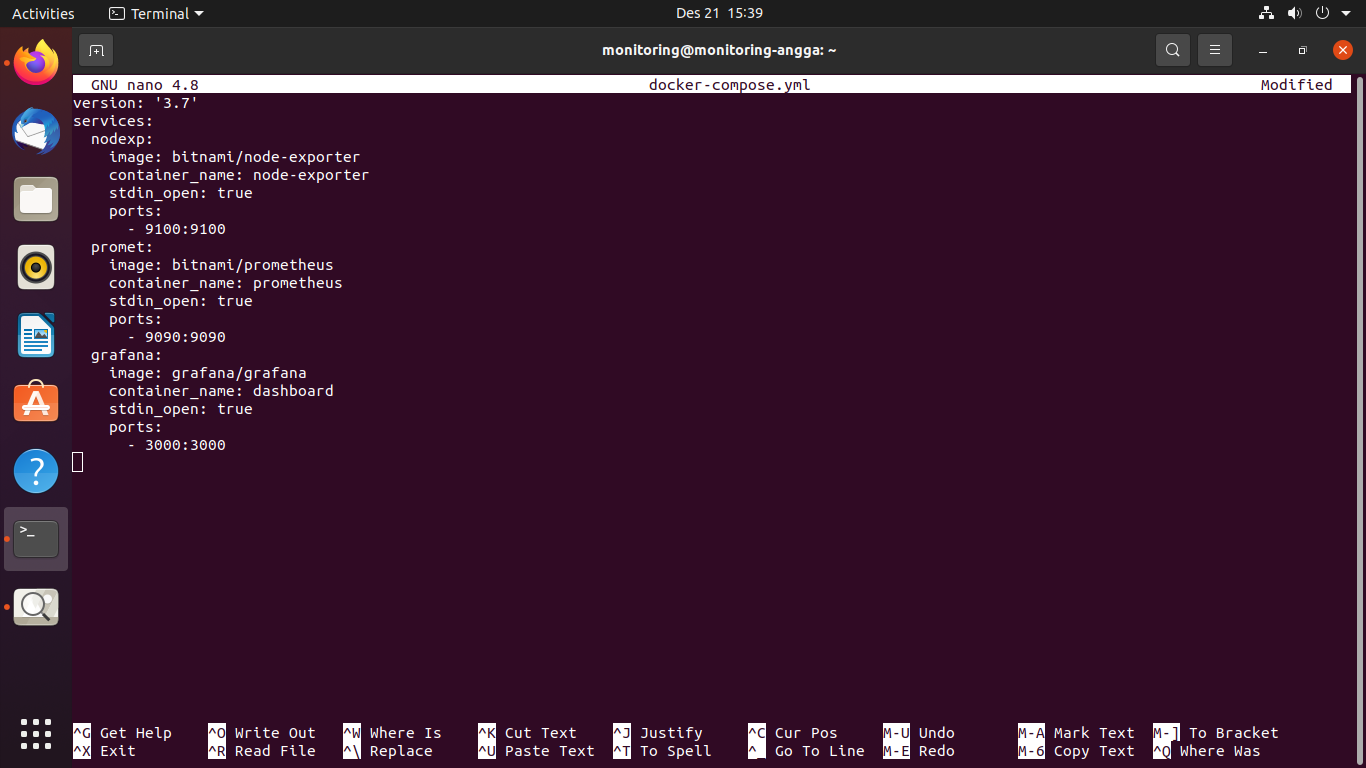 Activities Terminal Des 21 15:39
monitoring@monitoring-angga: ~
GNU nano 4.8 docker-compose.yml Modified
version: '3.7'
services:
  nodexp:
    image: bitnami/node-exporter
    container_name: node-exporter
    stdin_open: true
    ports:
      - 9100:9100
  promet:
    image: bitnami/prometheus
    container_name: prometheus
    stdin_open: true
    ports:
      - 9090:9090
  grafana:
    image: grafana/grafana
    container_name: dashboard
    stdin_open: true
    ports:
      - 3000:3000
^G Get Help ^O Write Out ^W Where Is ^K Cut Text ^J Justify ^C Cur Pos M-U Undo M-A Mark Text M-] To Bracket
^X Exit ^R Read File ^\ Replace ^U Paste Text ^T To Spell ^_ Go To Line M-E Redo M-6 Copy Text ^Q Where Was